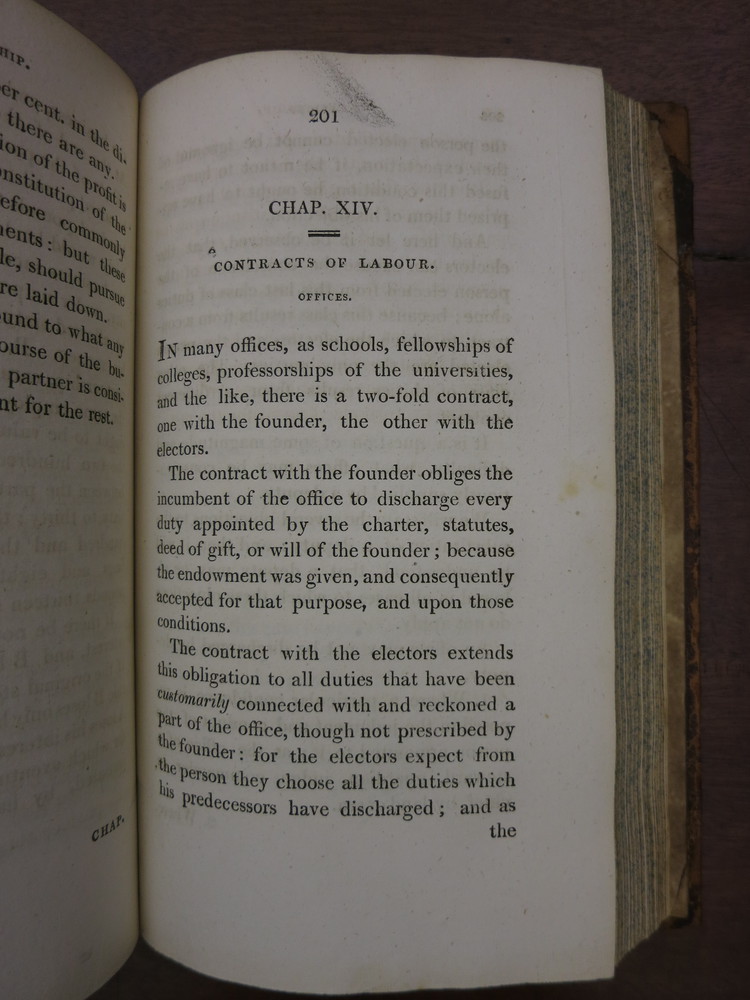 HIP.
er cent. in the di-
there are any.
ion of the profit is
onstitution of the
efore commonly
ents: but these
le, should pursue
re laid down.
und to what any
ourse of the bu-
partner is consi-
nt for the rest.
CHAP.
201
CHAP. XIV.
CONTRACTS OF LABOUR.
OFFICES.
IN many offices, as schools, fellowships of
colleges, professorships of the universities,
and the like, there is a two-fold contract,
one with the founder, the other with the
electors.
The contract with the founder obliges the
incumbent of the office to discharge every
duty appointed by the charter, statutes,
deed of gift, or will of the founder; because
the endowment was given, and consequently
accepted for that purpose, and upon those
conditions.
The contract with the electors extends
this obligation to all duties that have been
customarily connected with and reckoned a
part of the office, though not prescribed by
the founder: for the electors expect from
the person they choose all the duties which
his predecessors have discharged; and as
the